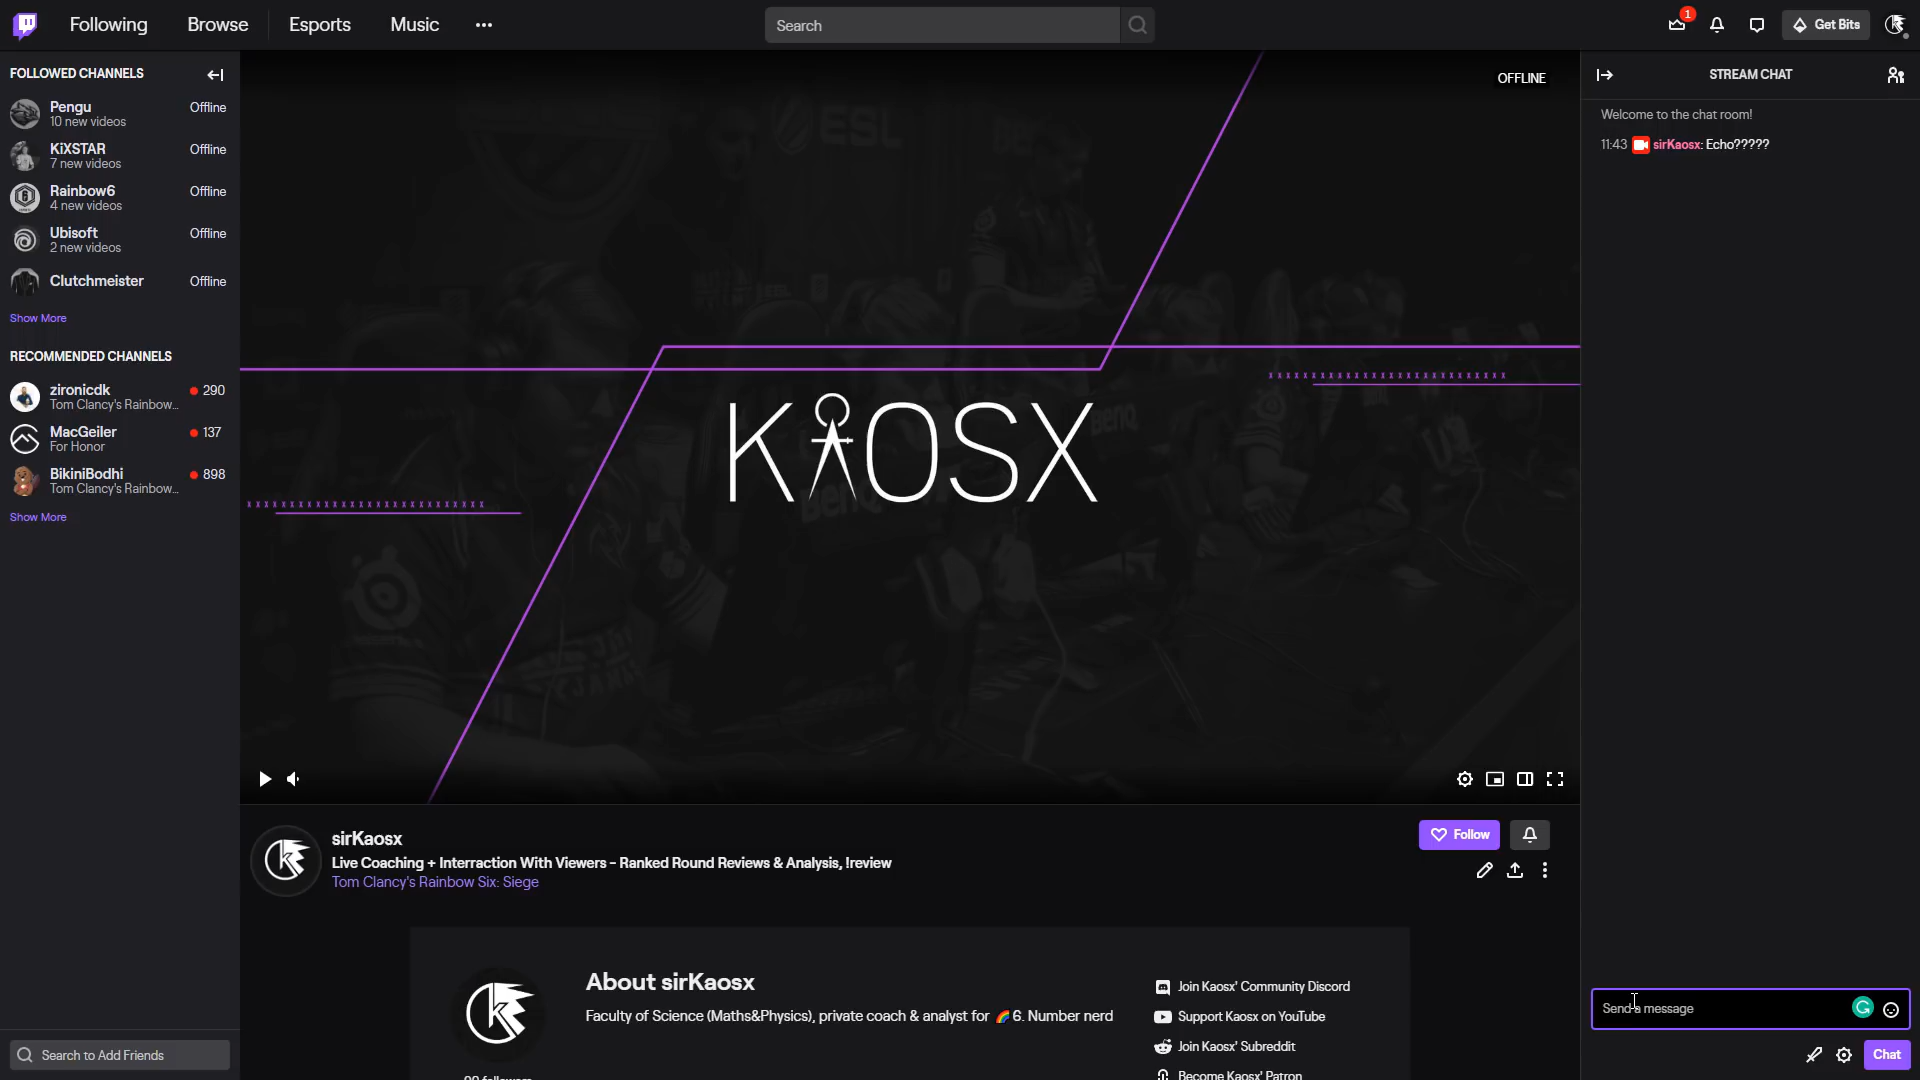 Following
Browse
Esports
Music
Search
1
Get Bits
FOLLOWED CHANNELS
Pengu
Offline
10 new videos
KiXSTAR
Offline
7 new videos
Rainbow6
Offline
4 new videos
Ubisoft
Offline
2 new videos
Clutchmeister
Offline
Show More
RECOMMENDED CHANNELS
zironicdk
290
Tom Clancy's Rainbow...
MacGeiler
137
For Honor
BikiniBodhi
898
Tom Clancy's Rainbow...
Show More
Search to Add Friends
OFFLINE
ESL
BenQ
KAOSX
BenQ
sirKaosx
Live Coaching + Interraction With Viewers - Ranked Round Reviews & Analysis, !review
Tom Clancy's Rainbow Six: Siege
Follow
About sirKaosx
Faculty of Science (Maths&Physics), private coach & analyst for 🌈6. Number nerd
Join Kaosx' Community Discord
Support Kaosx on YouTube
Join Kaosx' Subreddit
Become Kaosx' Patron
STREAM CHAT
Welcome to the chat room!
11:43 sirKaosx: Echo?????
Send a message
Chat